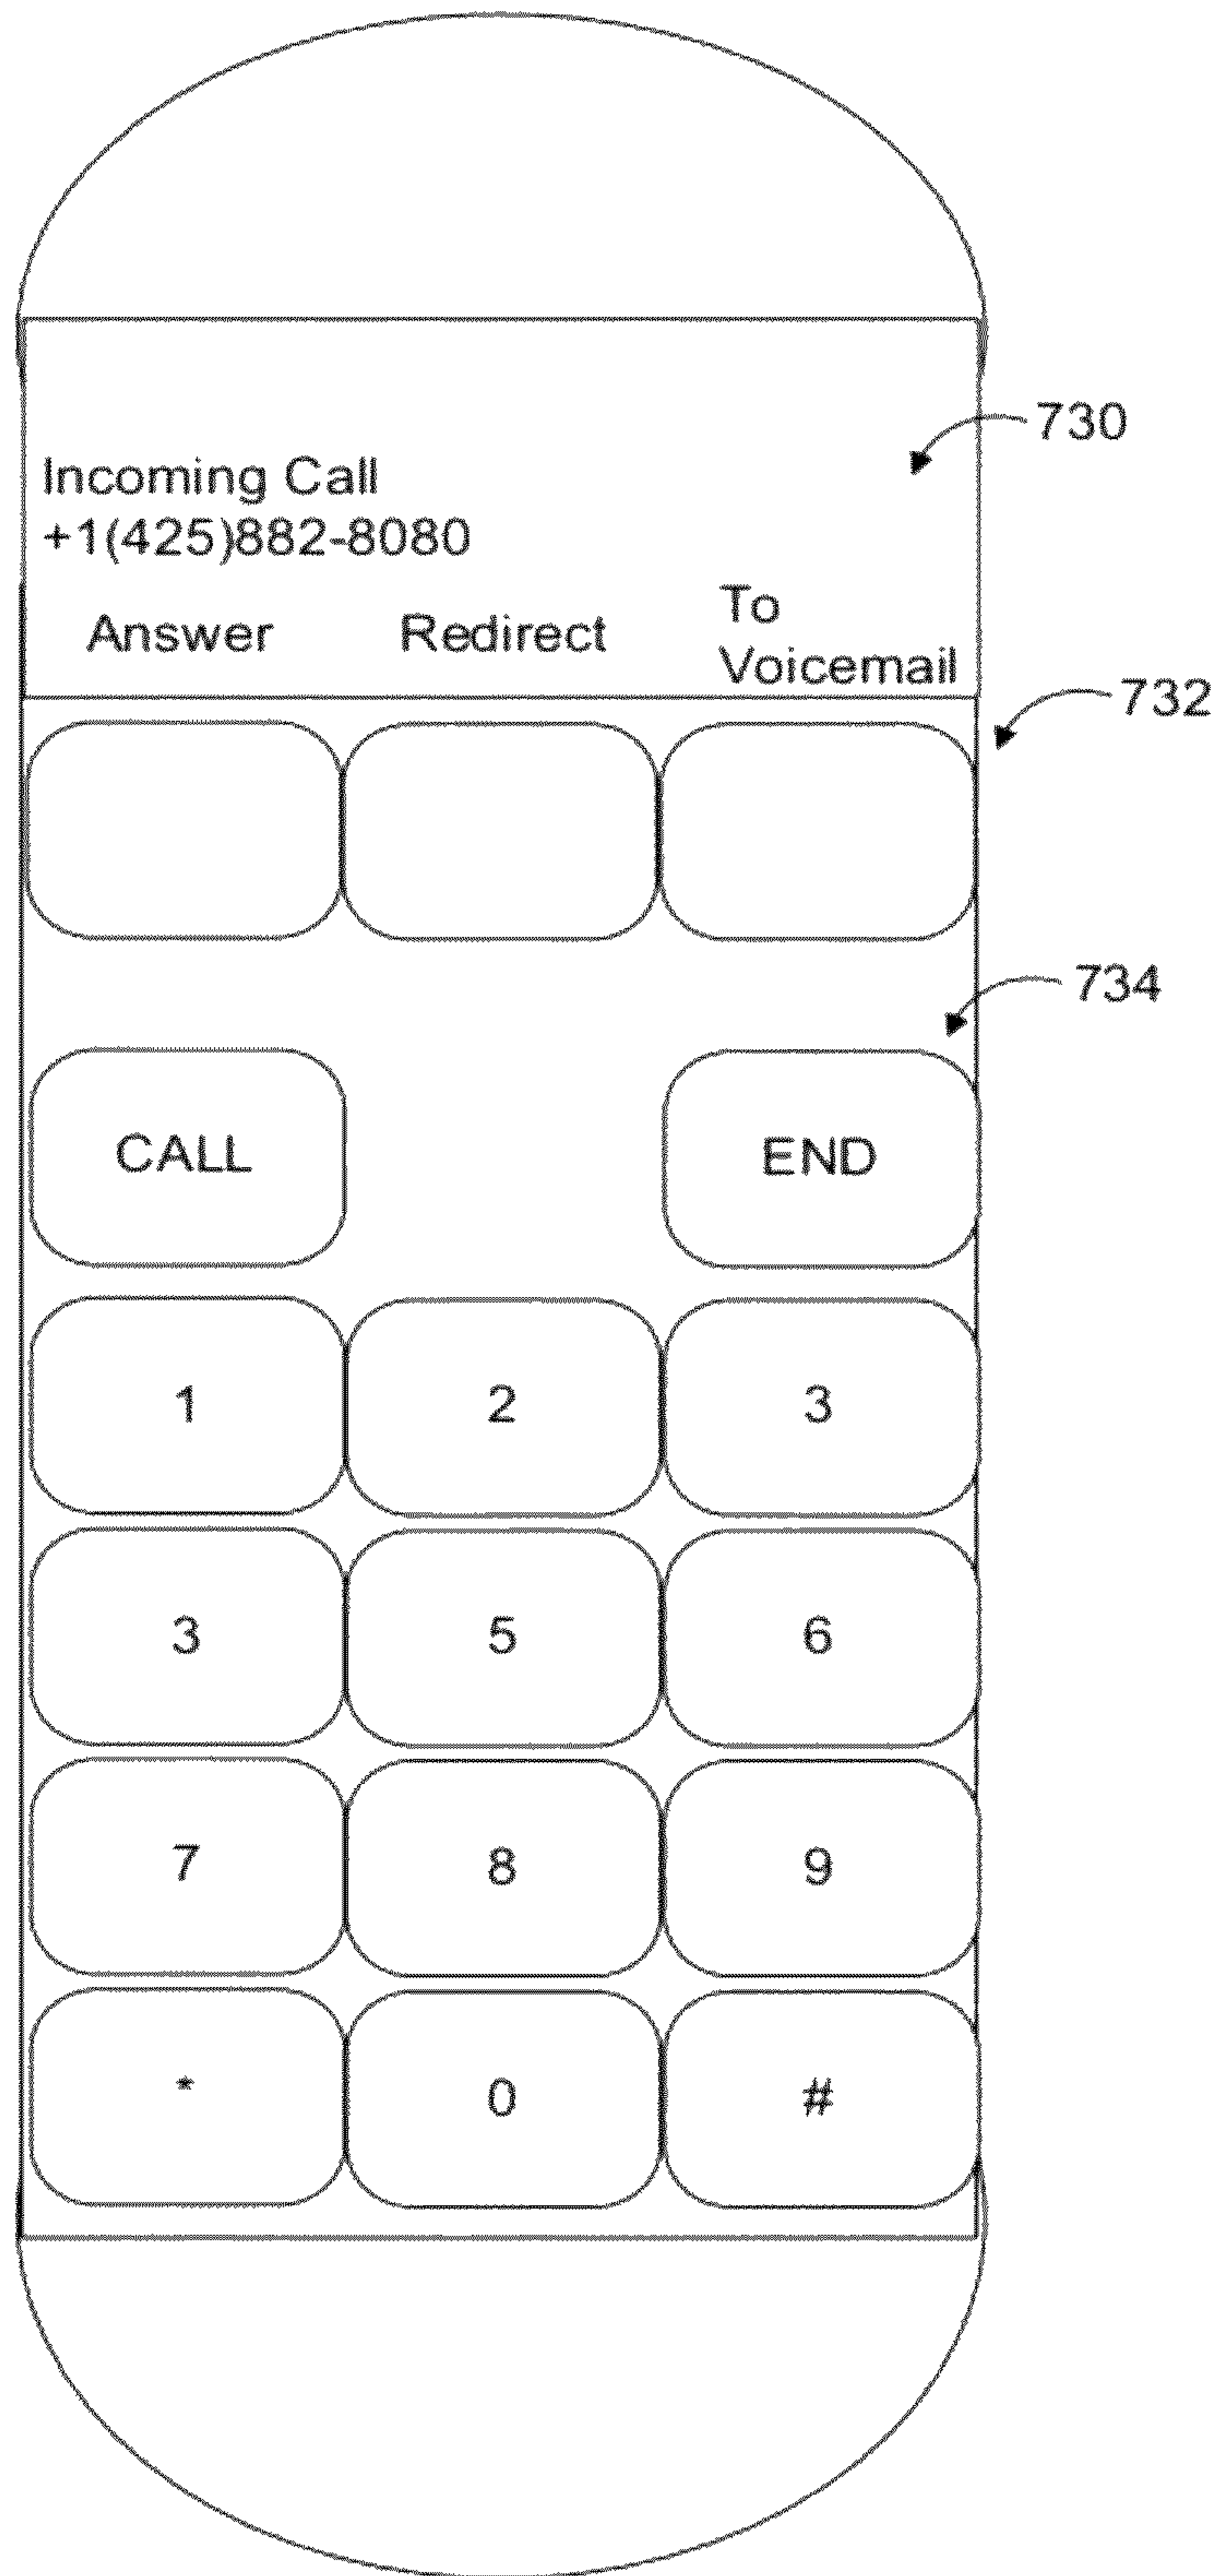 730
Incoming Call
+1(425)882-8080
Answer Redirect To Voicemail
732
734
CALL END
1 2 3
3 5 6
7 8 9
* 0 #